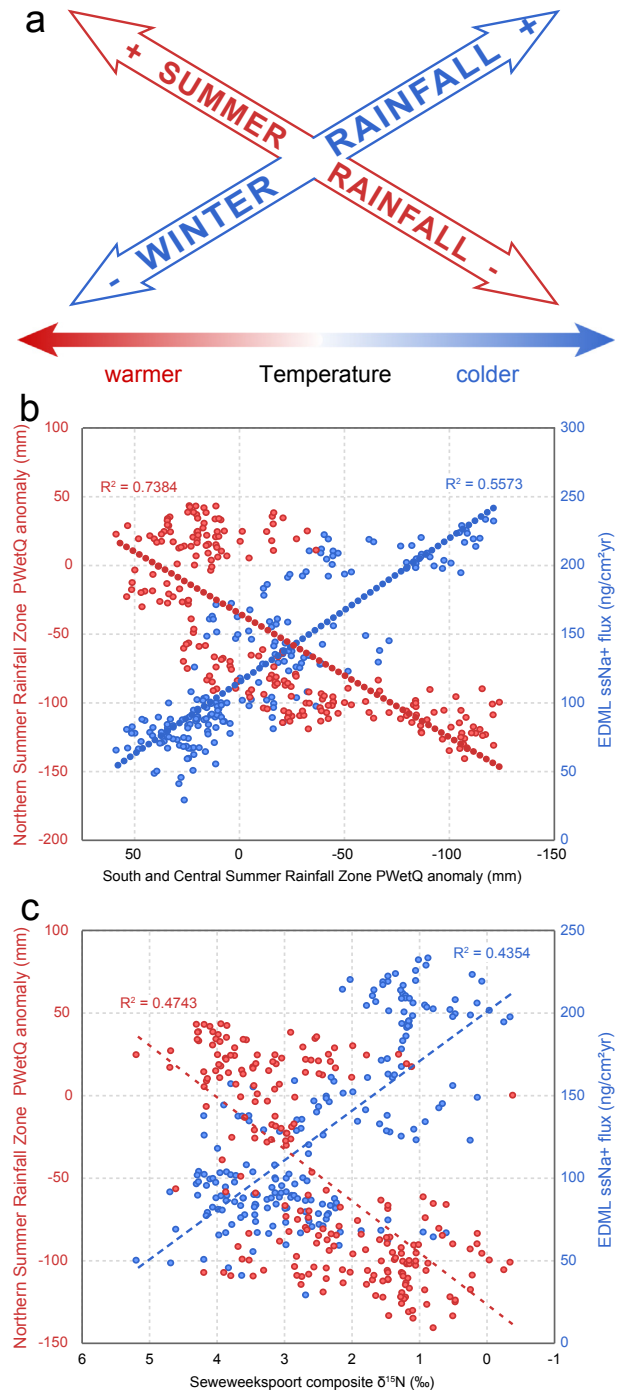 a
+ SUMMER RAINFALL -
- WINTER RAINFALL +
warmer Temperature colder
b
Northern Summer Rainfall Zone PWetQ anomaly (mm)
100
50
0
-50
-100
-150
-200
R² = 0.7384
R² = 0.5573
300
250
200
150
100
50
0
EDML ssNa+ flux (ng/cm²yr)
50 0 -50 -100 -150
South and Central Summer Rainfall Zone PWetQ anomaly (mm)
c
Northern Summer Rainfall Zone PWetQ anomaly (mm)
100
50
0
-50
-100
-150
R² = 0.4743
R² = 0.4354
250
200
150
100
50
0
EDML ssNa+ flux (ng/cm²yr)
6 5 4 3 2 1 0 -1
Seweweekspoort composite δ¹⁵N (‰)